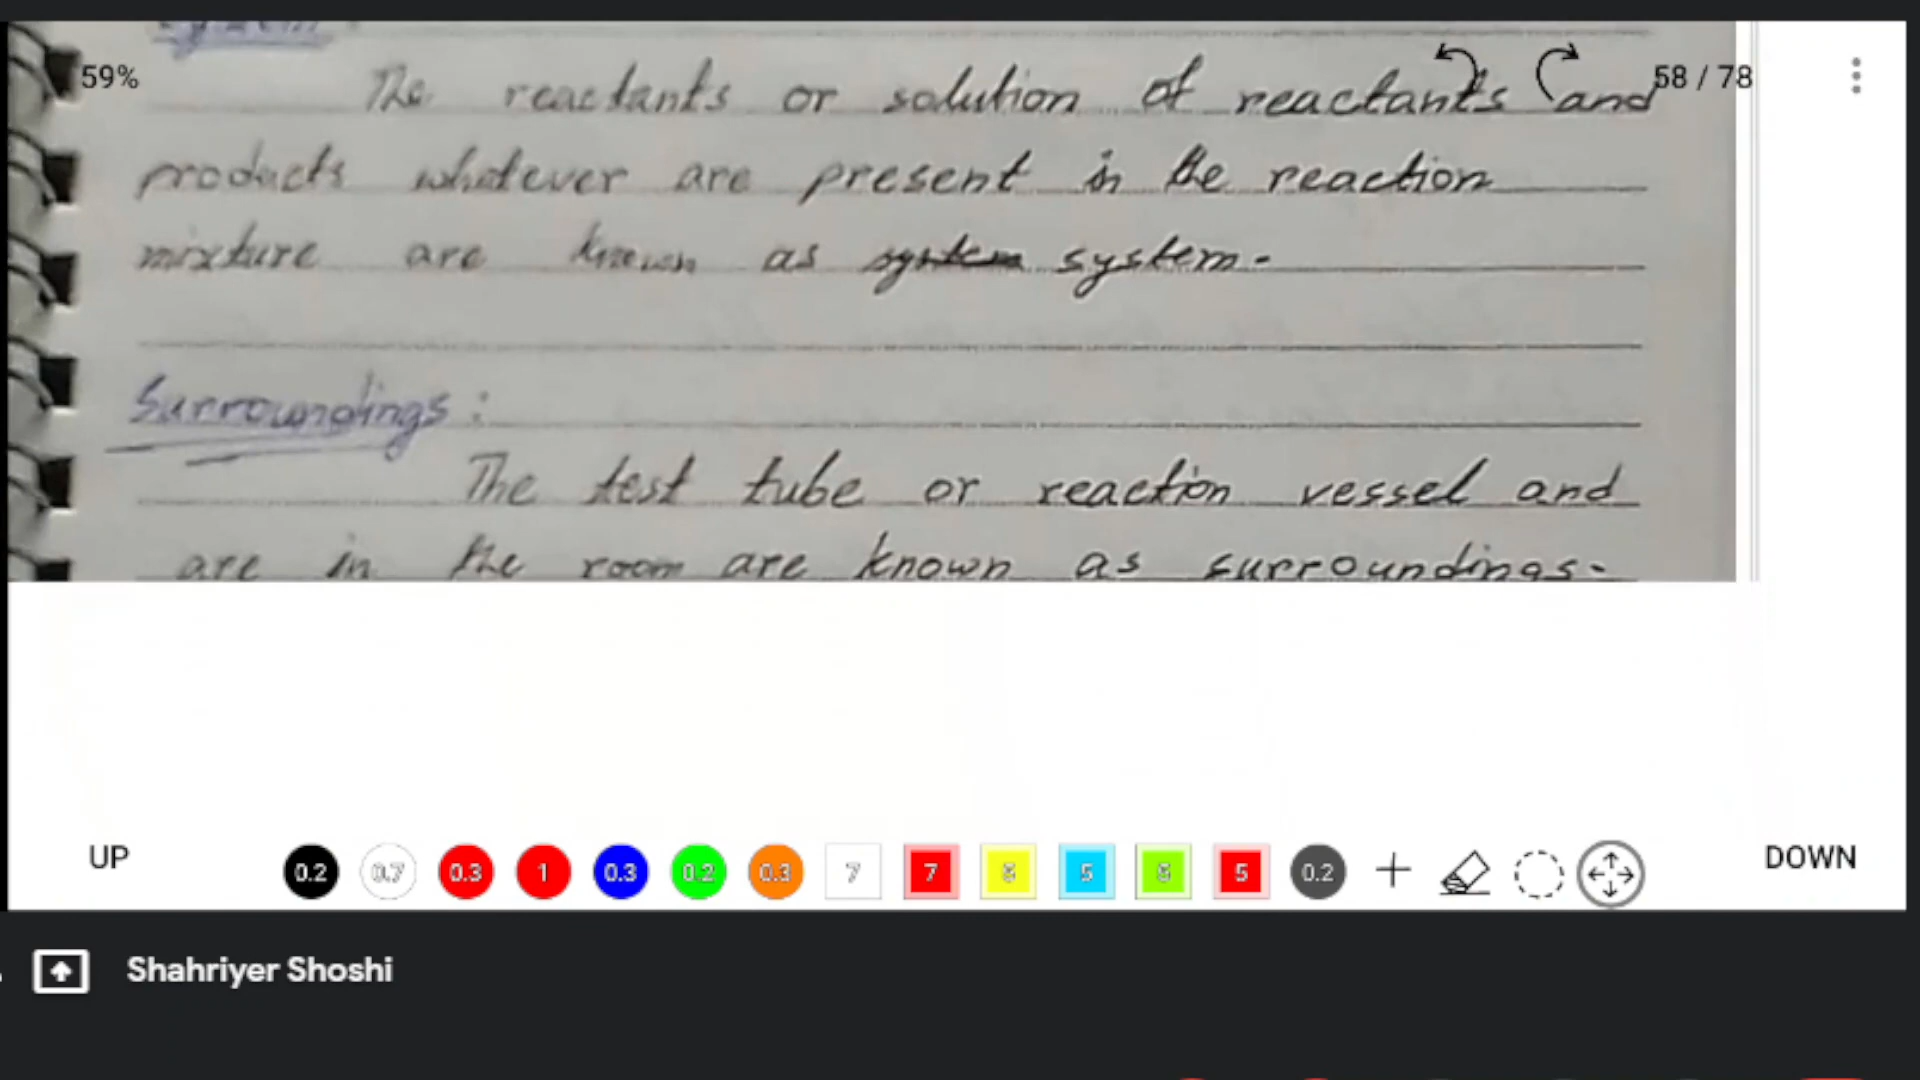 System:
59%
The reactants or solution of reactants and
58 / 78
products whatever are present in the reaction
mixture are known as system system.
Surroundings:
The test tube or reaction vessel and
are in the room are known as surroundings.
UP
0.2 0.7 0.3 1 0.3 0.2 0.3 7 7 5 5 5 0.2
DOWN
Shahriyer Shoshi